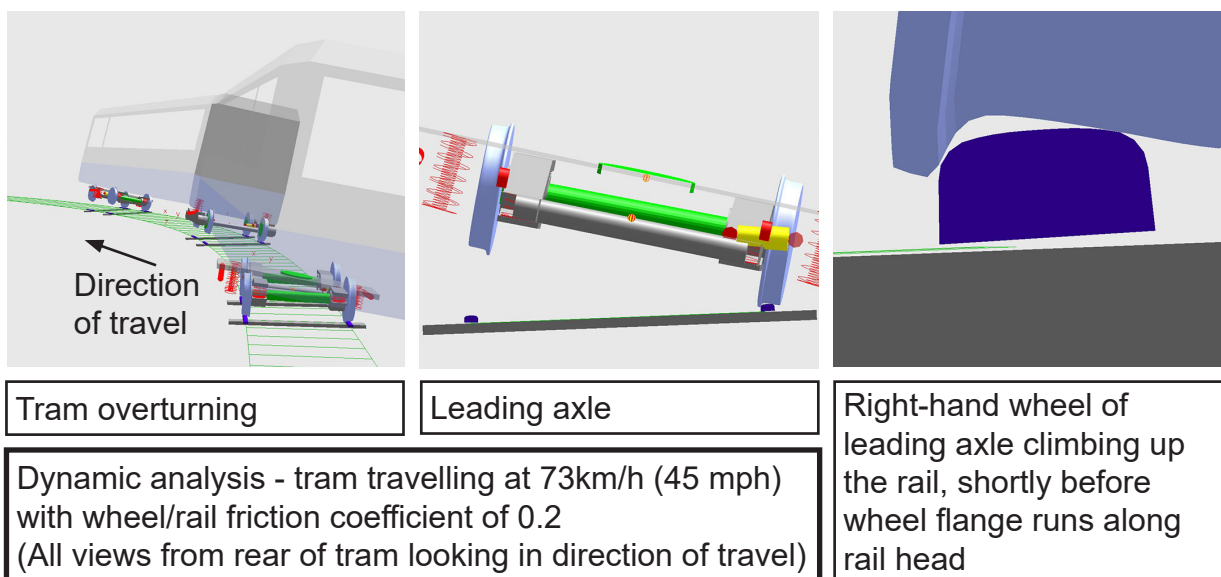 Direction
of travel
Tram overturning
Leading axle
Right-hand wheel of
leading axle climbing up
the rail, shortly before
wheel flange runs along
rail head
Dynamic analysis - tram travelling at 73km/h (45 mph)
with wheel/rail friction coefficient of 0.2
(All views from rear of tram looking in direction of travel)